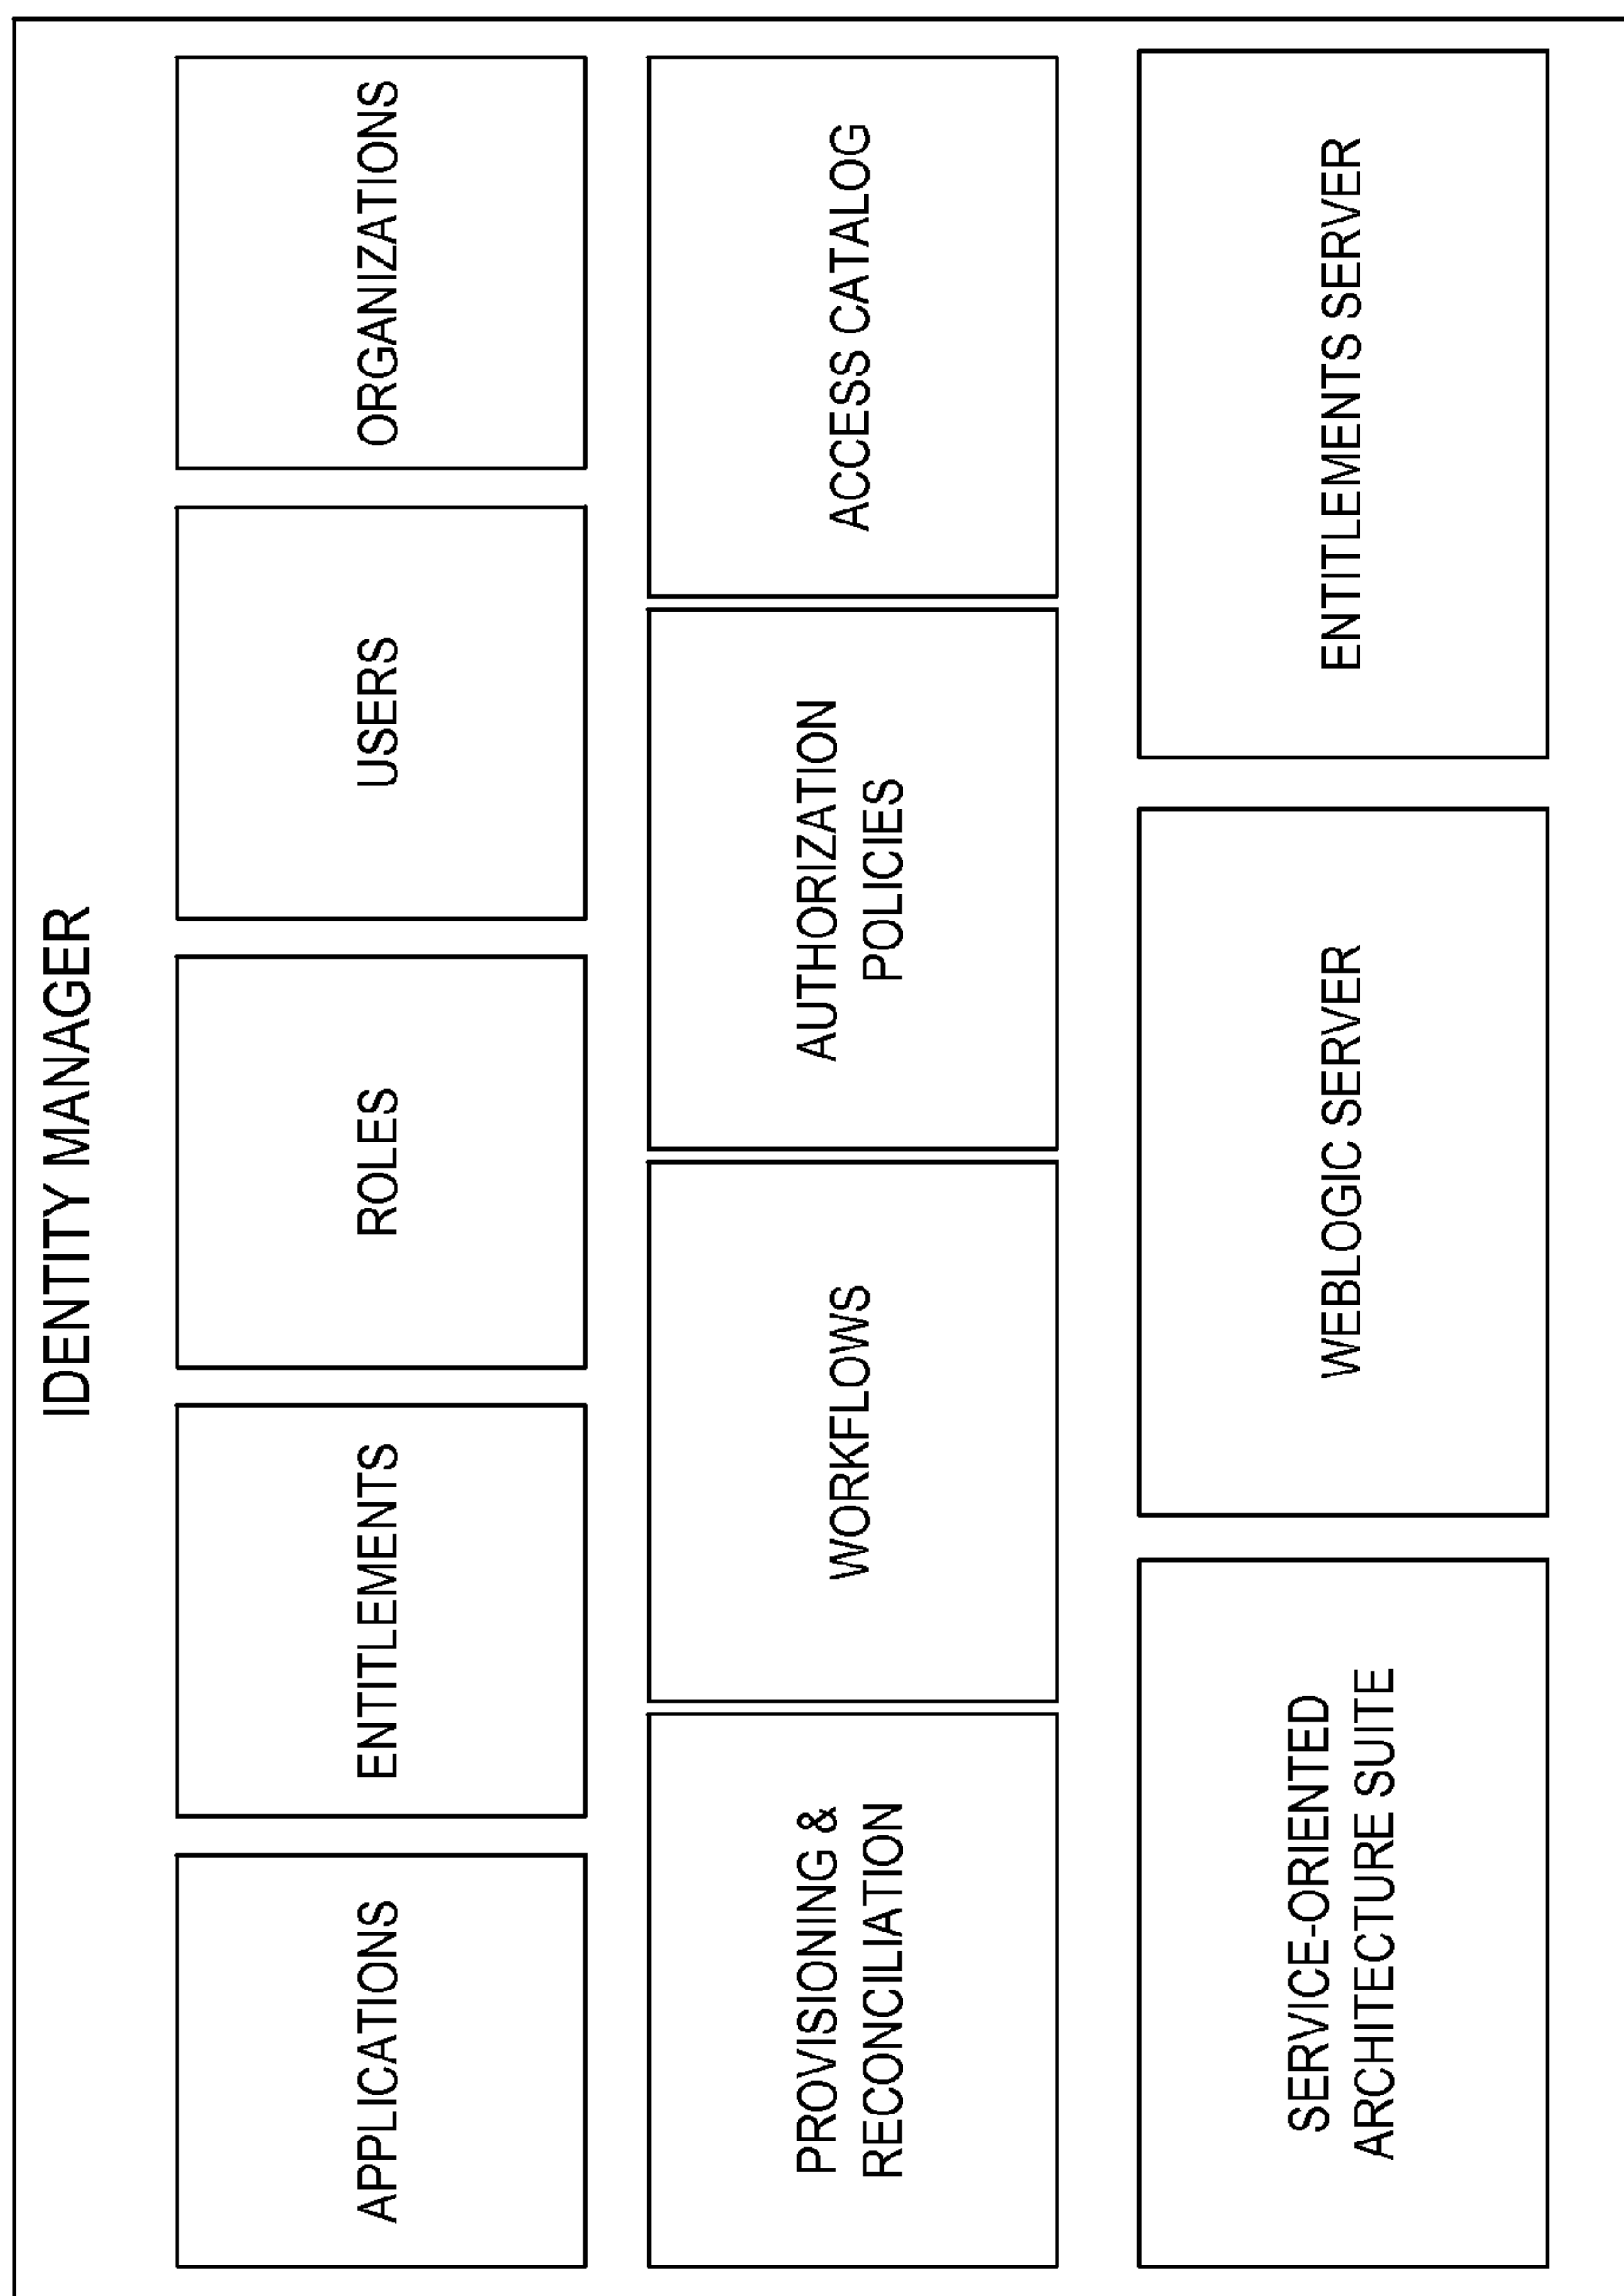 IDENTITY MANAGER
APPLICATIONS
ENTITLEMENTS
ROLES
USERS
ORGANIZATIONS
PROVISIONING &
RECONCILIATION
WORKFLOWS
AUTHORIZATION
POLICIES
ACCESS CATALOG
SERVICE-ORIENTED
ARCHITECTURE SUITE
WEBLOGIC SERVER
ENTITLEMENTS SERVER